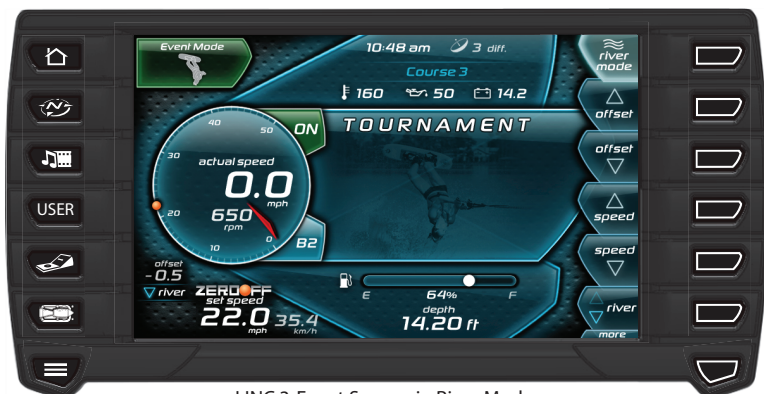 Event Mode
10:48 am 3 diff.
Course 3
160 50 14.2
river
mode
offset
offset
speed
speed
river
more
USER
TOURNAMENT
ON
B2
0
10
20
30
40
50
actual speed
0.0
mph
650
rpm
offset
-0.5
river
ZEROFF
set speed
22.0 35.4
mph km/h
E 64% F
depth
14.20 ft